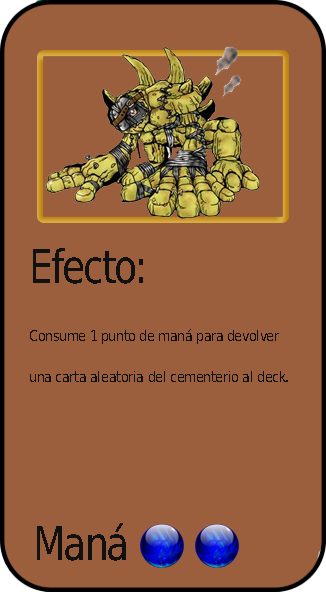 Efecto:
Consume 1 punto de maná para devolver
una carta aleatoria del cementerio al deck.
Maná